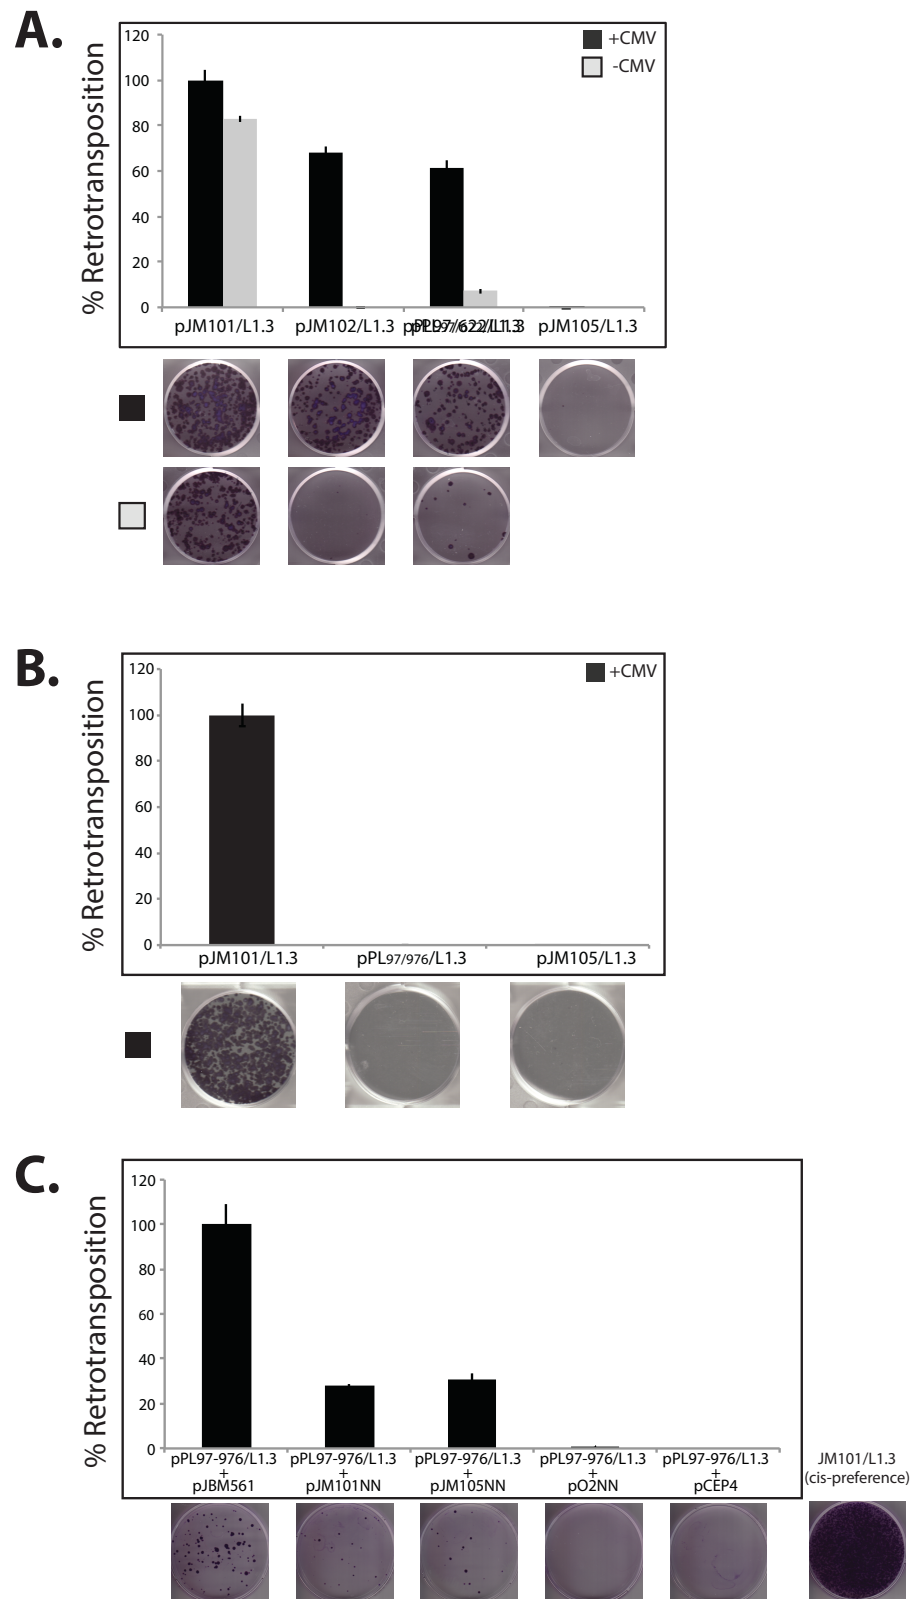 A.
% Retrotransposition
120
100
80
60
40
20
0
+CMV
-CMV
pJM101/L1.3
pJM102/L1.3
pJM105/L1.3
B.
% Retrotransposition
120
100
80
60
40
20
0
+CMV
pJM101/L1.3
pPL97/976/L1.3
pJM105/L1.3
C.
% Retrotransposition
120
100
80
60
40
20
0
pPL97-976/L1.3
+
pJBM561
pPL97-976/L1.3
+
pJM101NN
pPL97-976/L1.3
+
pJM105NN
pPL97-976/L1.3
+
pO2NN
pPL97-976/L1.3
+
pCEP4
JM101/L1.3
(cis-preference)